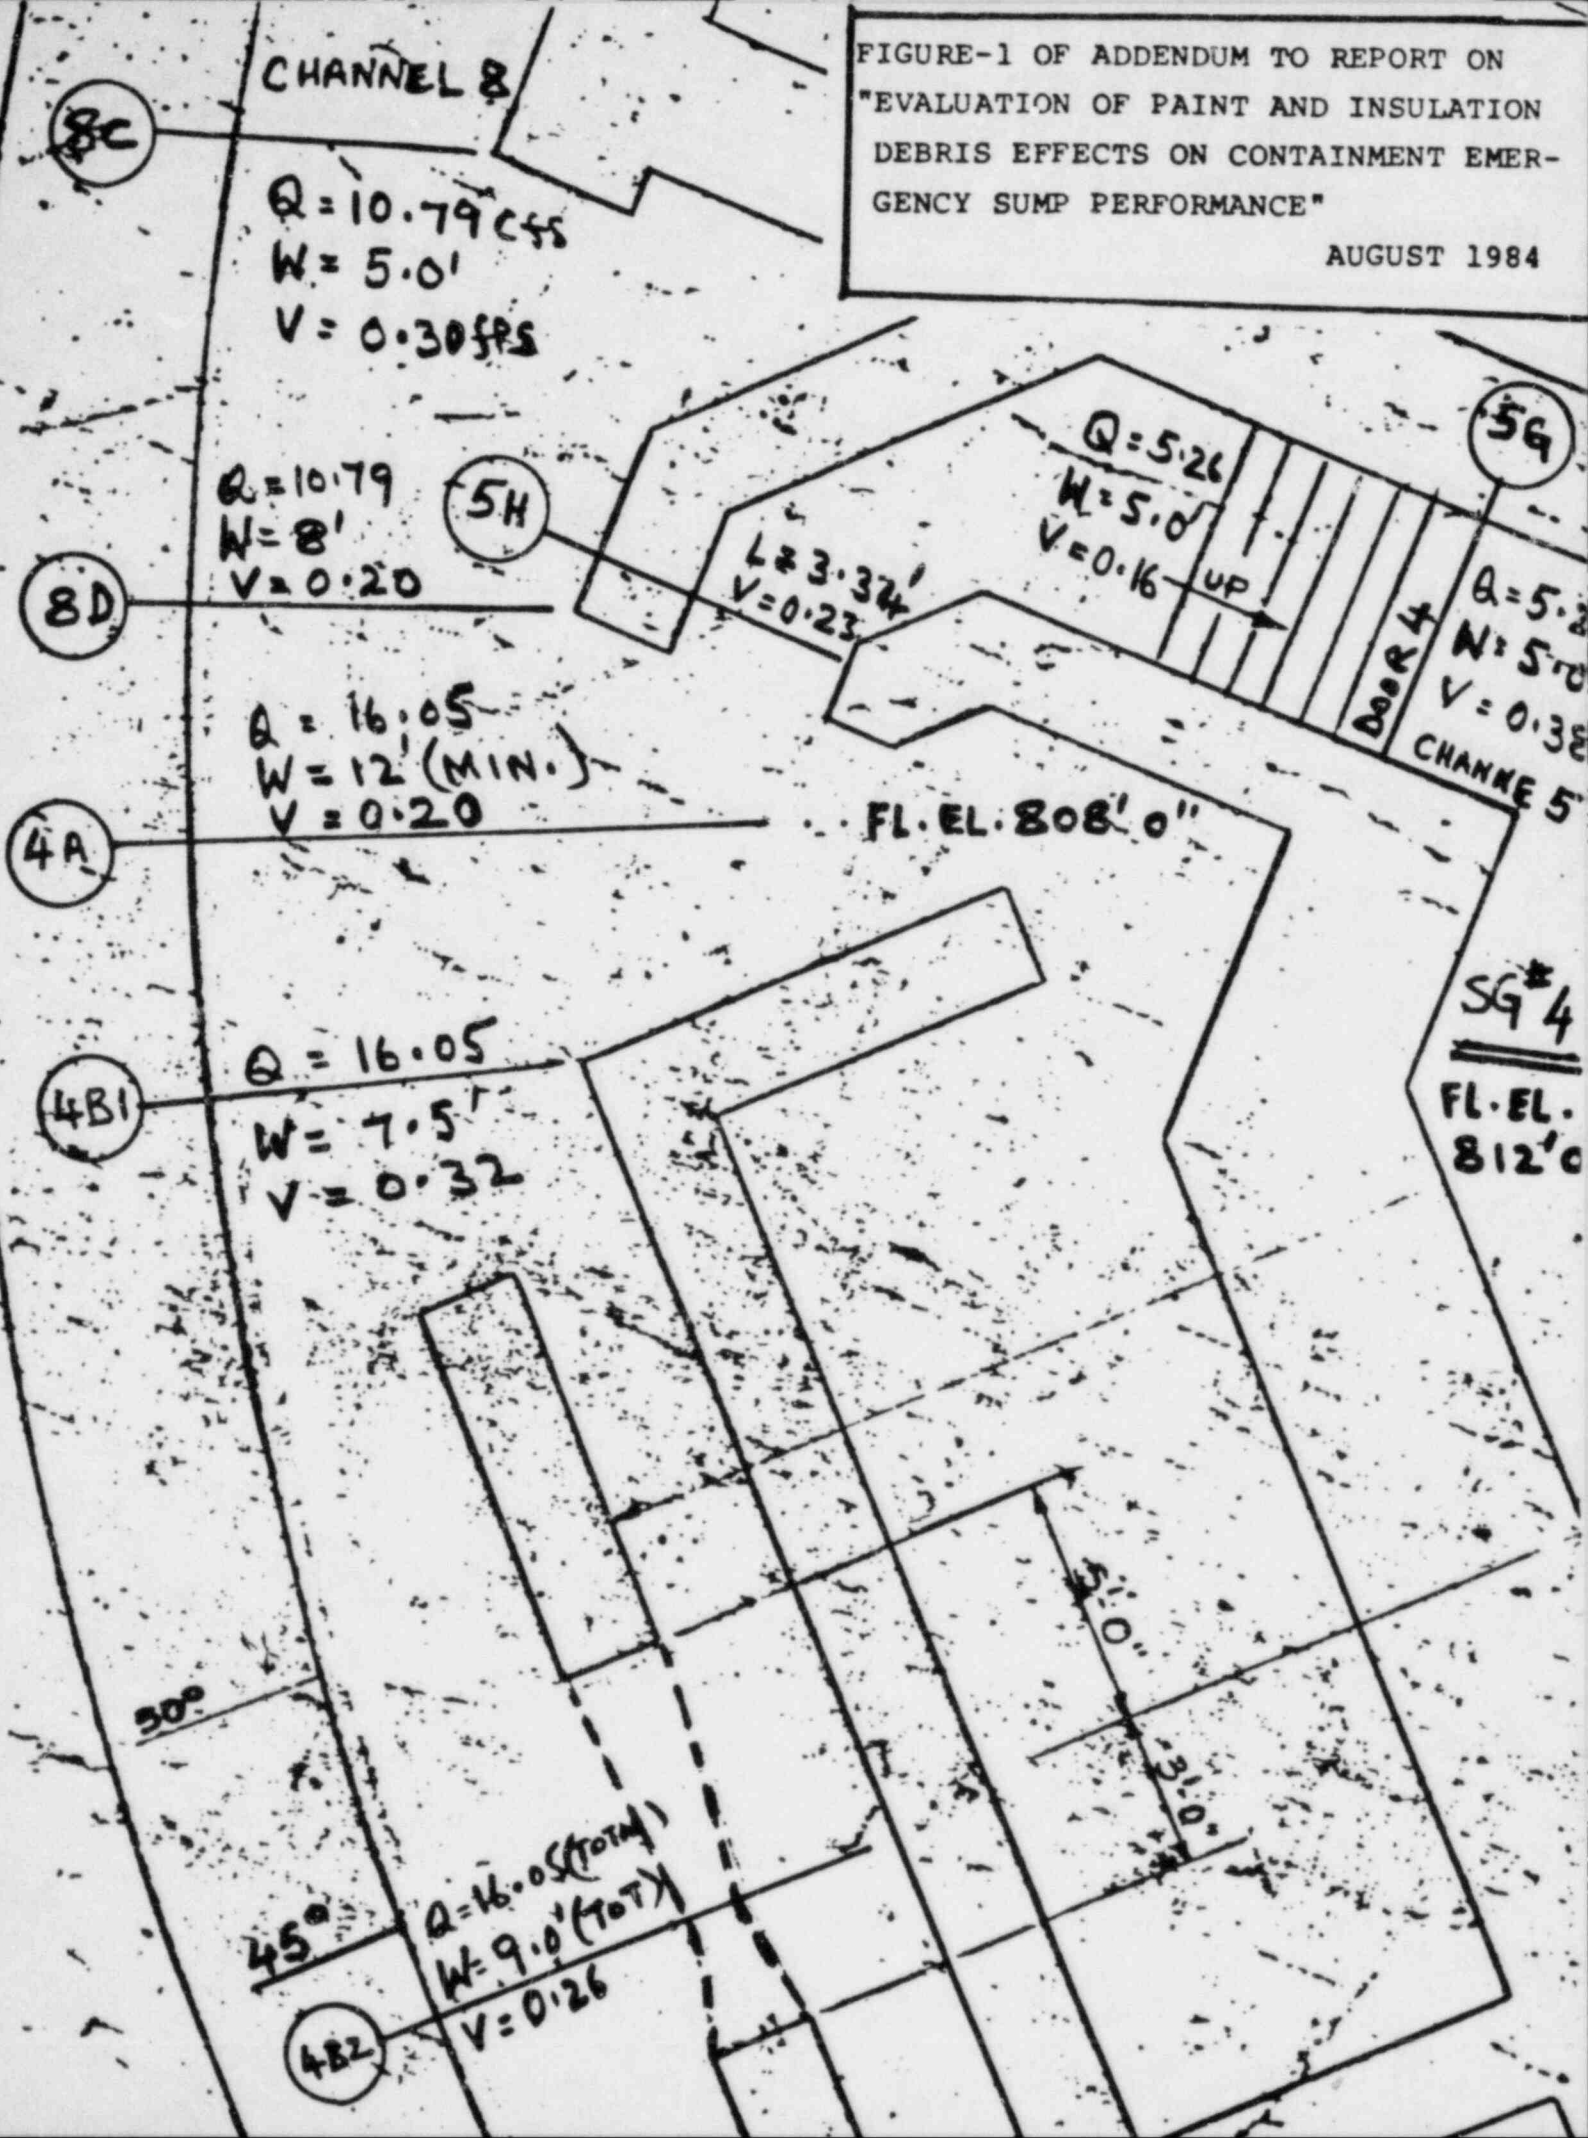 FIGURE-1 OF ADDENDUM TO REPORT ON
"EVALUATION OF PAINT AND INSULATION
DEBRIS EFFECTS ON CONTAINMENT EMER-
GENCY SUMP PERFORMANCE"
AUGUST 1984
CHANNEL 8
8C
Q = 10.79 cfs
W = 5.0'
V = 0.30 fps
5G
Q = 5.26
W = 5.0'
V = 0.16
UP
Q = 10.79
W = 8'
V = 0.20
5H
L = 3.34'
V = 0.23
8D
DOOR 4
Q = 5.2
W = 5.0
V = 0.38
CHANNE 5
Q = 16.05
W = 12' (MIN.)
V = 0.20
4A
FL. EL. 808' 0"
SG #4
FL. EL.
812' 0
Q = 16.05
4B1
W = 7.5'
V = 0.32
5'-0"
30°
3'-0"
45°
Q = 16.05 (TOTAL)
W = 9.0' (TOT)
V = 0.26
4B2